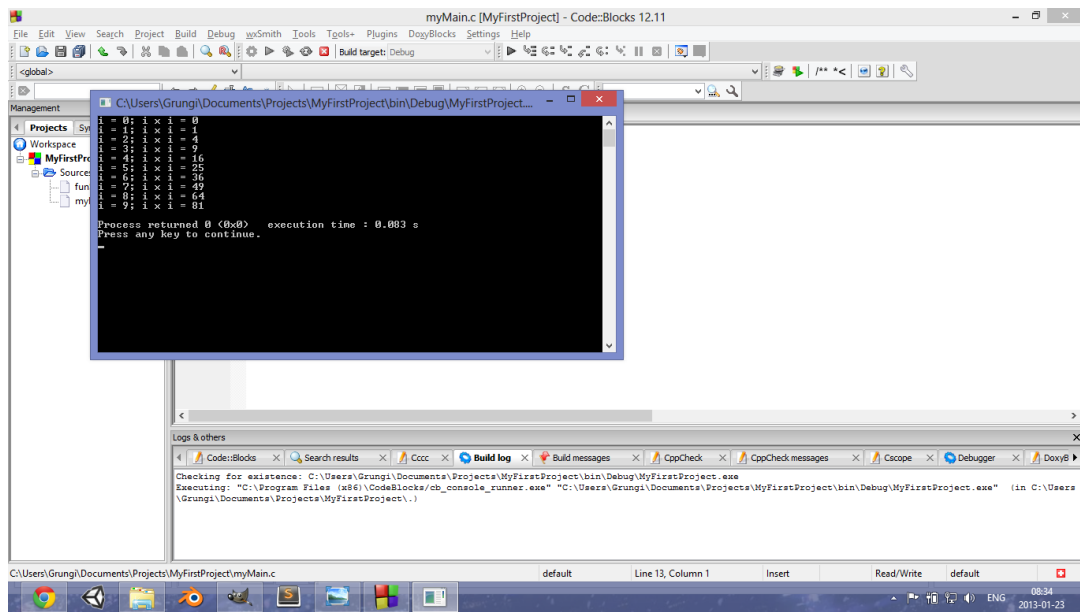 myMain.c [MyFirstProject] - Code::Blocks 12.11
File Edit View Search Project Build Debug wxSmith Tools Tools+ Plugins DoxyBlocks Settings Help
Build target: Debug
<global>
/** *<
C:\Users\Grungi\Documents\Projects\MyFirstProject\bin\Debug\MyFirstProject....
Management
Projects
Workspace
MyFirstPro
Sources
fun
my
i = 0; i x i = 0
i = 1; i x i = 1
i = 2; i x i = 4
i = 3; i x i = 9
i = 4; i x i = 16
i = 5; i x i = 25
i = 6; i x i = 36
i = 7; i x i = 49
i = 8; i x i = 64
i = 9; i x i = 81
Process returned 0 (0x0) execution time : 0.083 s
Press any key to continue.
Logs & others
Code::Blocks Search results Cccc Build log Build messages CppCheck CppCheck messages Cscope Debugger DoxyB
Checking for existence: C:\Users\Grungi\Documents\Projects\MyFirstProject\bin\Debug\MyFirstProject.exe
Executing: "C:\Program Files (x86)\CodeBlocks/cb_console_runner.exe" "C:\Users\Grungi\Documents\Projects\MyFirstProject\bin\Debug\MyFirstProject.exe" (in C:\Users
\Grungi\Documents\Projects\MyFirstProject\.)
C:\Users\Grungi\Documents\Projects\MyFirstProject\myMain.c default Line 13, Column 1 Insert Read/Write default
ENG
08:34
2013-01-23